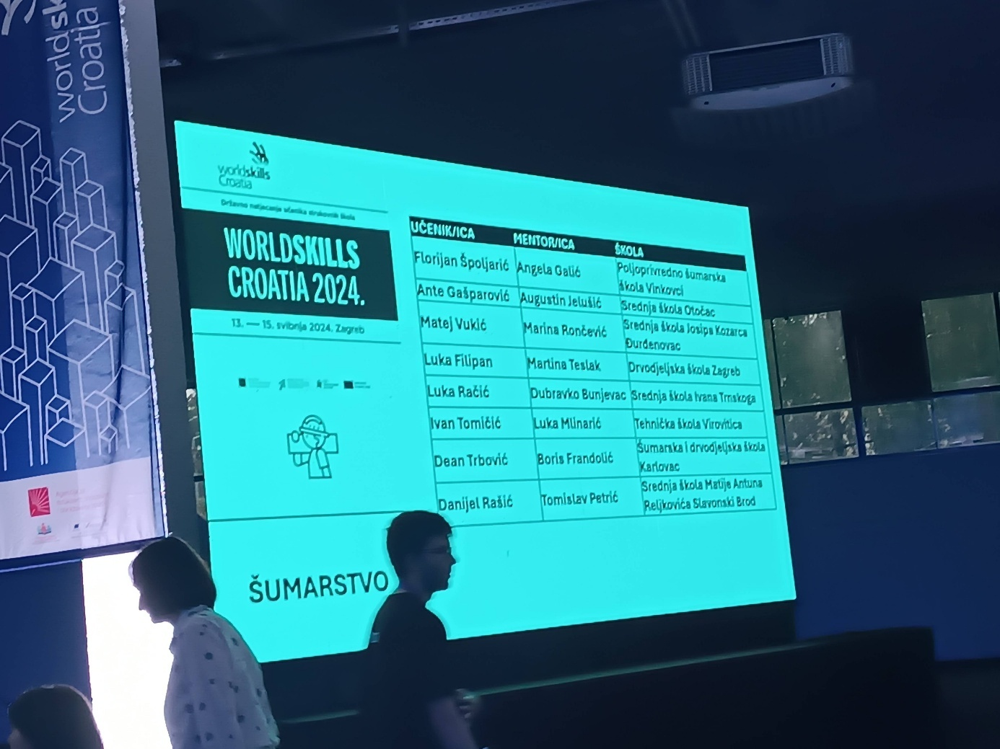 worldsk
Croatia
worldskills
Croatia
Državno natjecanje učenika strukovnih škola
WORLDSKILLS
CROATIA 2024.
13. — 15. svibnja 2024. Zagreb
UČENIK/ICA MENTOR/ICA ŠKOLA
Florijan Špoljarić Angela Galić Poljoprivredno šumarska
škola Vinkovci
Ante Gašparović Augustin Jelušić Srednja škola Otočac
Matej Vukić Marina Rončević Srednja škola Josipa Kozarca
Đurđenovac
Luka Filipan Martina Teslak Drvodjeljska škola Zagreb
Luka Račić Dubravko Bunjevac Srednja škola Ivana Trnskoga
Ivan Tomičić Luka Mlinarić Tehnička škola Virovitica
Dean Trbović Boris Frandolić Šumarska i drvodjeljska škola
Karlovac
Danijel Rašić Tomislav Petrić Srednja škola Matije Antuna
Reljkovića Slavonski Brod
ŠUMARSTVO